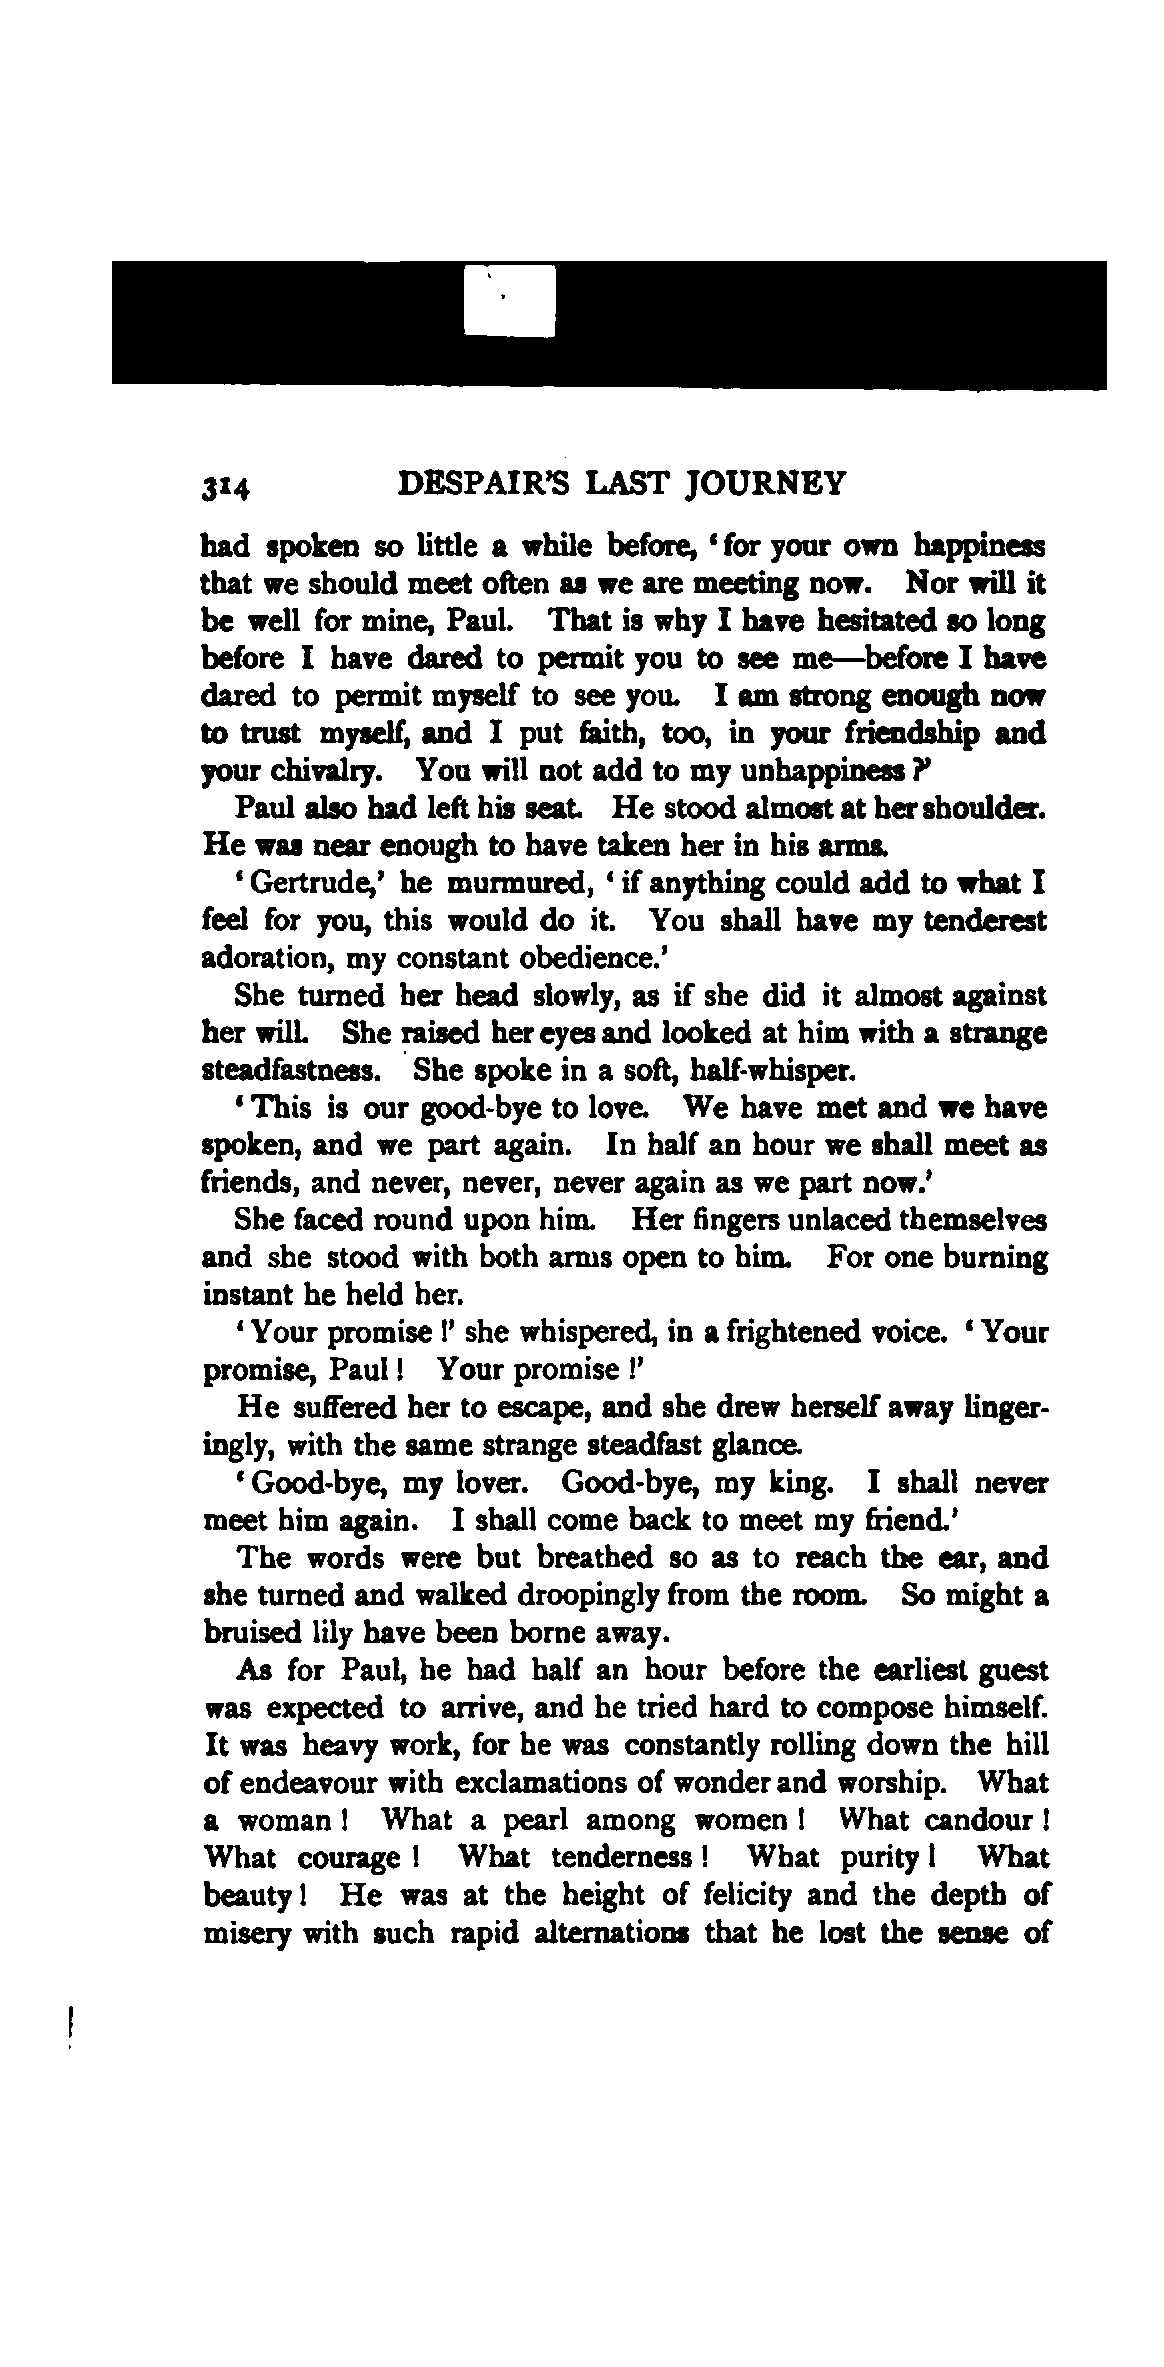 314 DESPAIR'S LAST JOURNEY
had spoken so little a while before, ‘for your own happiness
that we should meet often as we are meeting now. Nor will it
be well for mine, Paul. That is why I have hesitated so long
before I have dared to permit you to see me—before I have
dared to permit myself to see you. I am strong enough now
to trust myself, and I put faith, too, in your friendship and
your chivalry. You will not add to my unhappiness?’
Paul also had left his seat. He stood almost at her shoulder.
He was near enough to have taken her in his arms.
‘Gertrude,’ he murmured, ‘if anything could add to what I
feel for you, this would do it. You shall have my tenderest
adoration, my constant obedience.’
She turned her head slowly, as if she did it almost against
her will. She raised her eyes and looked at him with a strange
steadfastness. She spoke in a soft, half-whisper.
‘This is our good-bye to love. We have met and we have
spoken, and we part again. In half an hour we shall meet as
friends, and never, never, never again as we part now.’
She faced round upon him. Her fingers unlaced themselves
and she stood with both arms open to him. For one burning
instant he held her.
‘Your promise!’ she whispered, in a frightened voice. ‘Your
promise, Paul! Your promise!’
He suffered her to escape, and she drew herself away linger-
ingly, with the same strange steadfast glance.
‘Good-bye, my lover. Good-bye, my king. I shall never
meet him again. I shall come back to meet my friend.’
The words were but breathed so as to reach the ear, and
she turned and walked droopingly from the room. So might a
bruised lily have been borne away.
As for Paul, he had half an hour before the earliest guest
was expected to arrive, and he tried hard to compose himself.
It was heavy work, for he was constantly rolling down the hill
of endeavour with exclamations of wonder and worship. What
a woman! What a pearl among women! What candour!
What courage! What tenderness! What purity! What
beauty! He was at the height of felicity and the depth of
misery with such rapid alternations that he lost the sense of